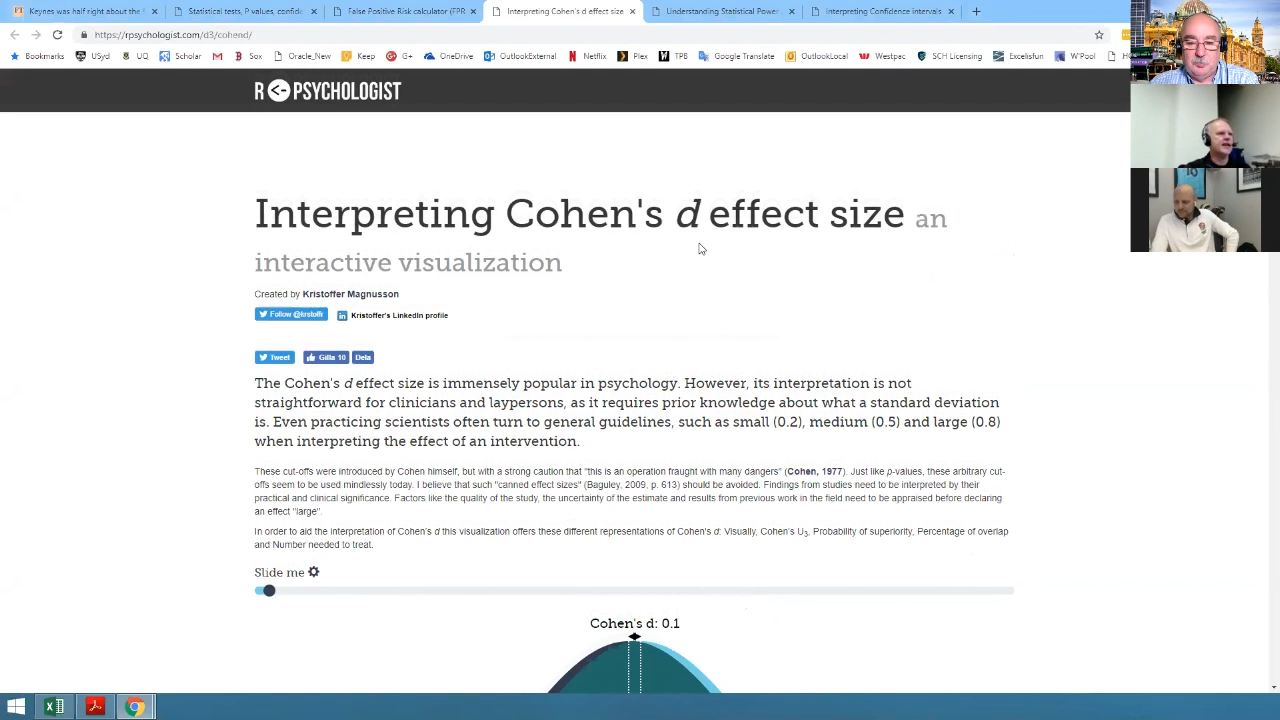 Keynes was half right about the
Statistical tests, P values, confide
False Positive Risk calculator (FPR
Interpreting Cohen's d effect size
Understanding Statistical Power
Interpreting Confidence intervals
https://rpsychologist.com/d3/cohend/
Bookmarks USyd UQ Scholar B Sox Oracle_New Keep G+ OneDrive OutlookExternal Netflix Plex TPB Google Translate OutlookLocal Westpac SCH Licensing Excelisfun W'Pool
R PSYCHOLOGIST
Interpreting Cohen's d effect size an
interactive visualization
Created by Kristoffer Magnusson
Follow @krstoffr Kristoffer's LinkedIn profile
Tweet Gilla 10 Dela
The Cohen's d effect size is immensely popular in psychology. However, its interpretation is not
straightforward for clinicians and laypersons, as it requires prior knowledge about what a standard deviation
is. Even practicing scientists often turn to general guidelines, such as small (0.2), medium (0.5) and large (0.8)
when interpreting the effect of an intervention.
These cut-offs were introduced by Cohen himself, but with a strong caution that "this is an operation fraught with many dangers" (Cohen, 1977). Just like p-values, these arbitrary cut-
offs seem to be used mindlessly today. I believe that such "canned effect sizes" (Baguley, 2009, p. 613) should be avoided. Findings from studies need to be interpreted by their
practical and clinical significance. Factors like the quality of the study, the uncertainty of the estimate and results from previous work in the field need to be appraised before declaring
an effect "large".
In order to aid the interpretation of Cohen's d this visualization offers these different representations of Cohen's d: Visually, Cohen's U3, Probability of superiority, Percentage of overlap
and Number needed to treat.
Slide me
Cohen's d: 0.1